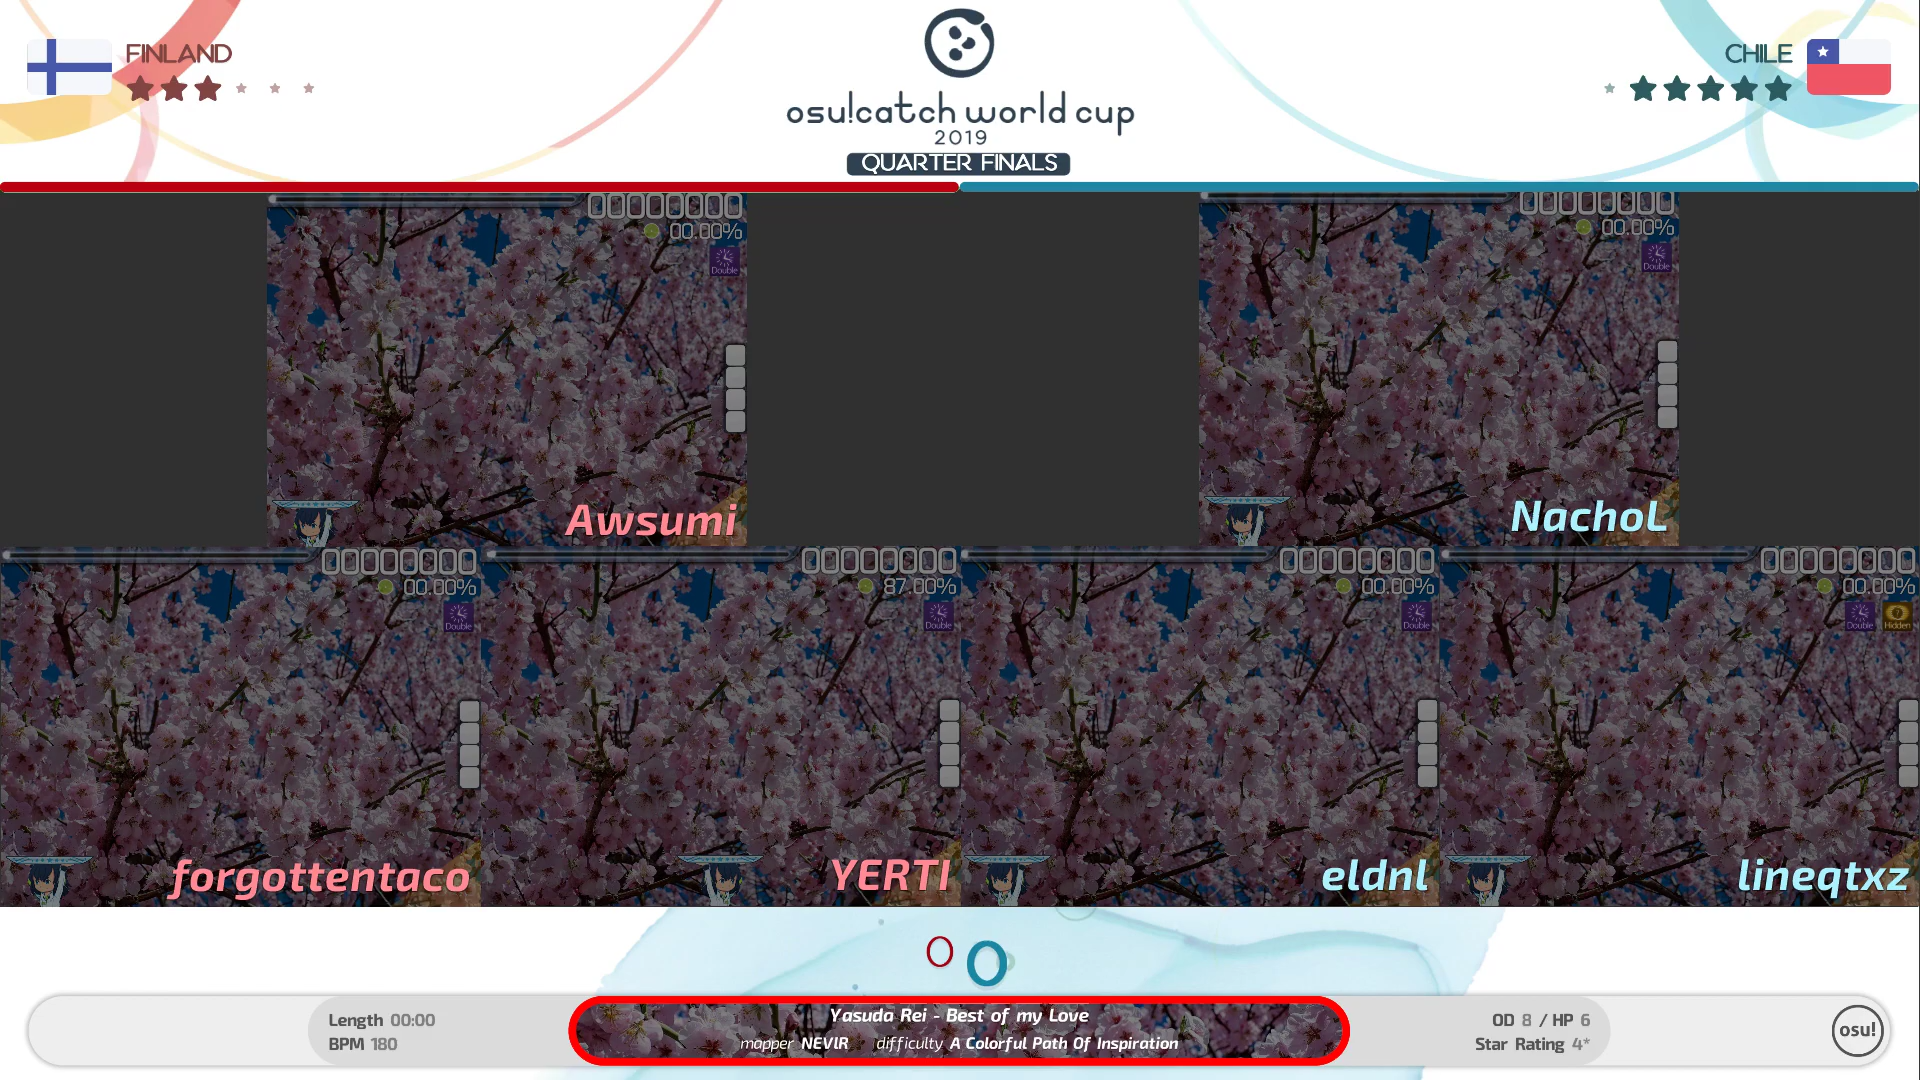 FINLAND
CHILE
osu!catch world cup
2019
QUARTER FINALS
00000000
00.00%
Double
Awsumi
00000000
00.00%
Double
NachoL
00000000
00.00%
Double
forgottentaco
00000000
87.00%
Double
YERTI
00000000
00.00%
Double
eldnl
00000000
00.00%
Double Hidden
lineqtxz
0 0
Length 00:00
BPM 180
Yasuda Rei - Best of my Love
mapper NEVlR difficulty A Colorful Path Of Inspiration
OD 8 / HP 6
Star Rating 4*
osu!